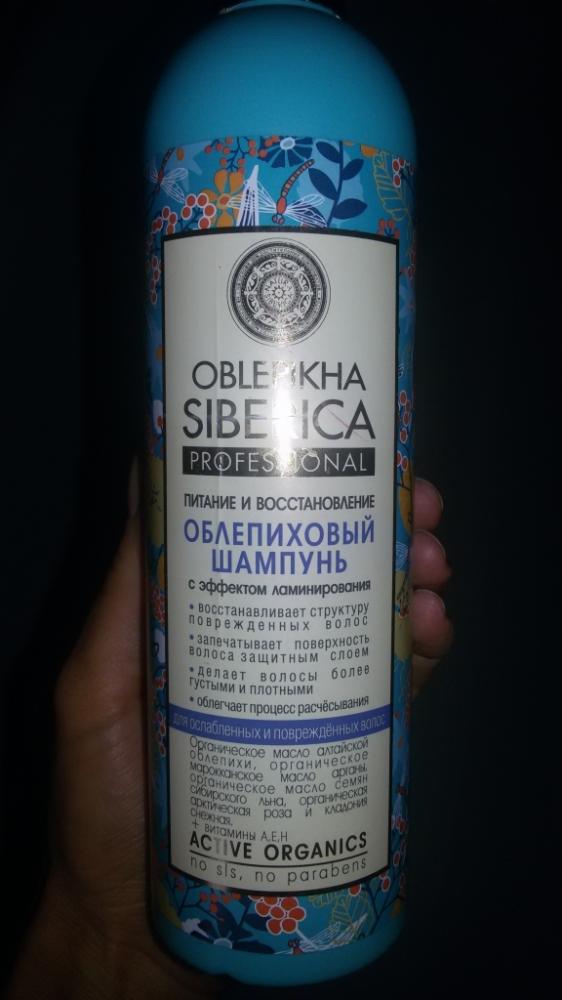 OBLEPIKHA
SIBERICA
PROFESSIONAL
ПИТАНИЕ И ВОССТАНОВЛЕНИЕ
ОБЛЕПИХОВЫЙ
ШАМПУНЬ
с эффектом ламинирования
• восстанавливает структуру
поврежденных волос
• запечатывает поверхность
волоса защитным слоем
• делает волосы более
густыми и плотными
• облегчает процесс расчёсывания
для ослабленных и повреждённых волос
Органическое масло алтайской
облепихи, органическое
марокканское масло арганы,
органическое масло семян
сибирского льна, органическая
арктическая роза и кладония
снежная.
+ витамины А,Е,Н
ACTIVE ORGANICS
no sls, no parabens